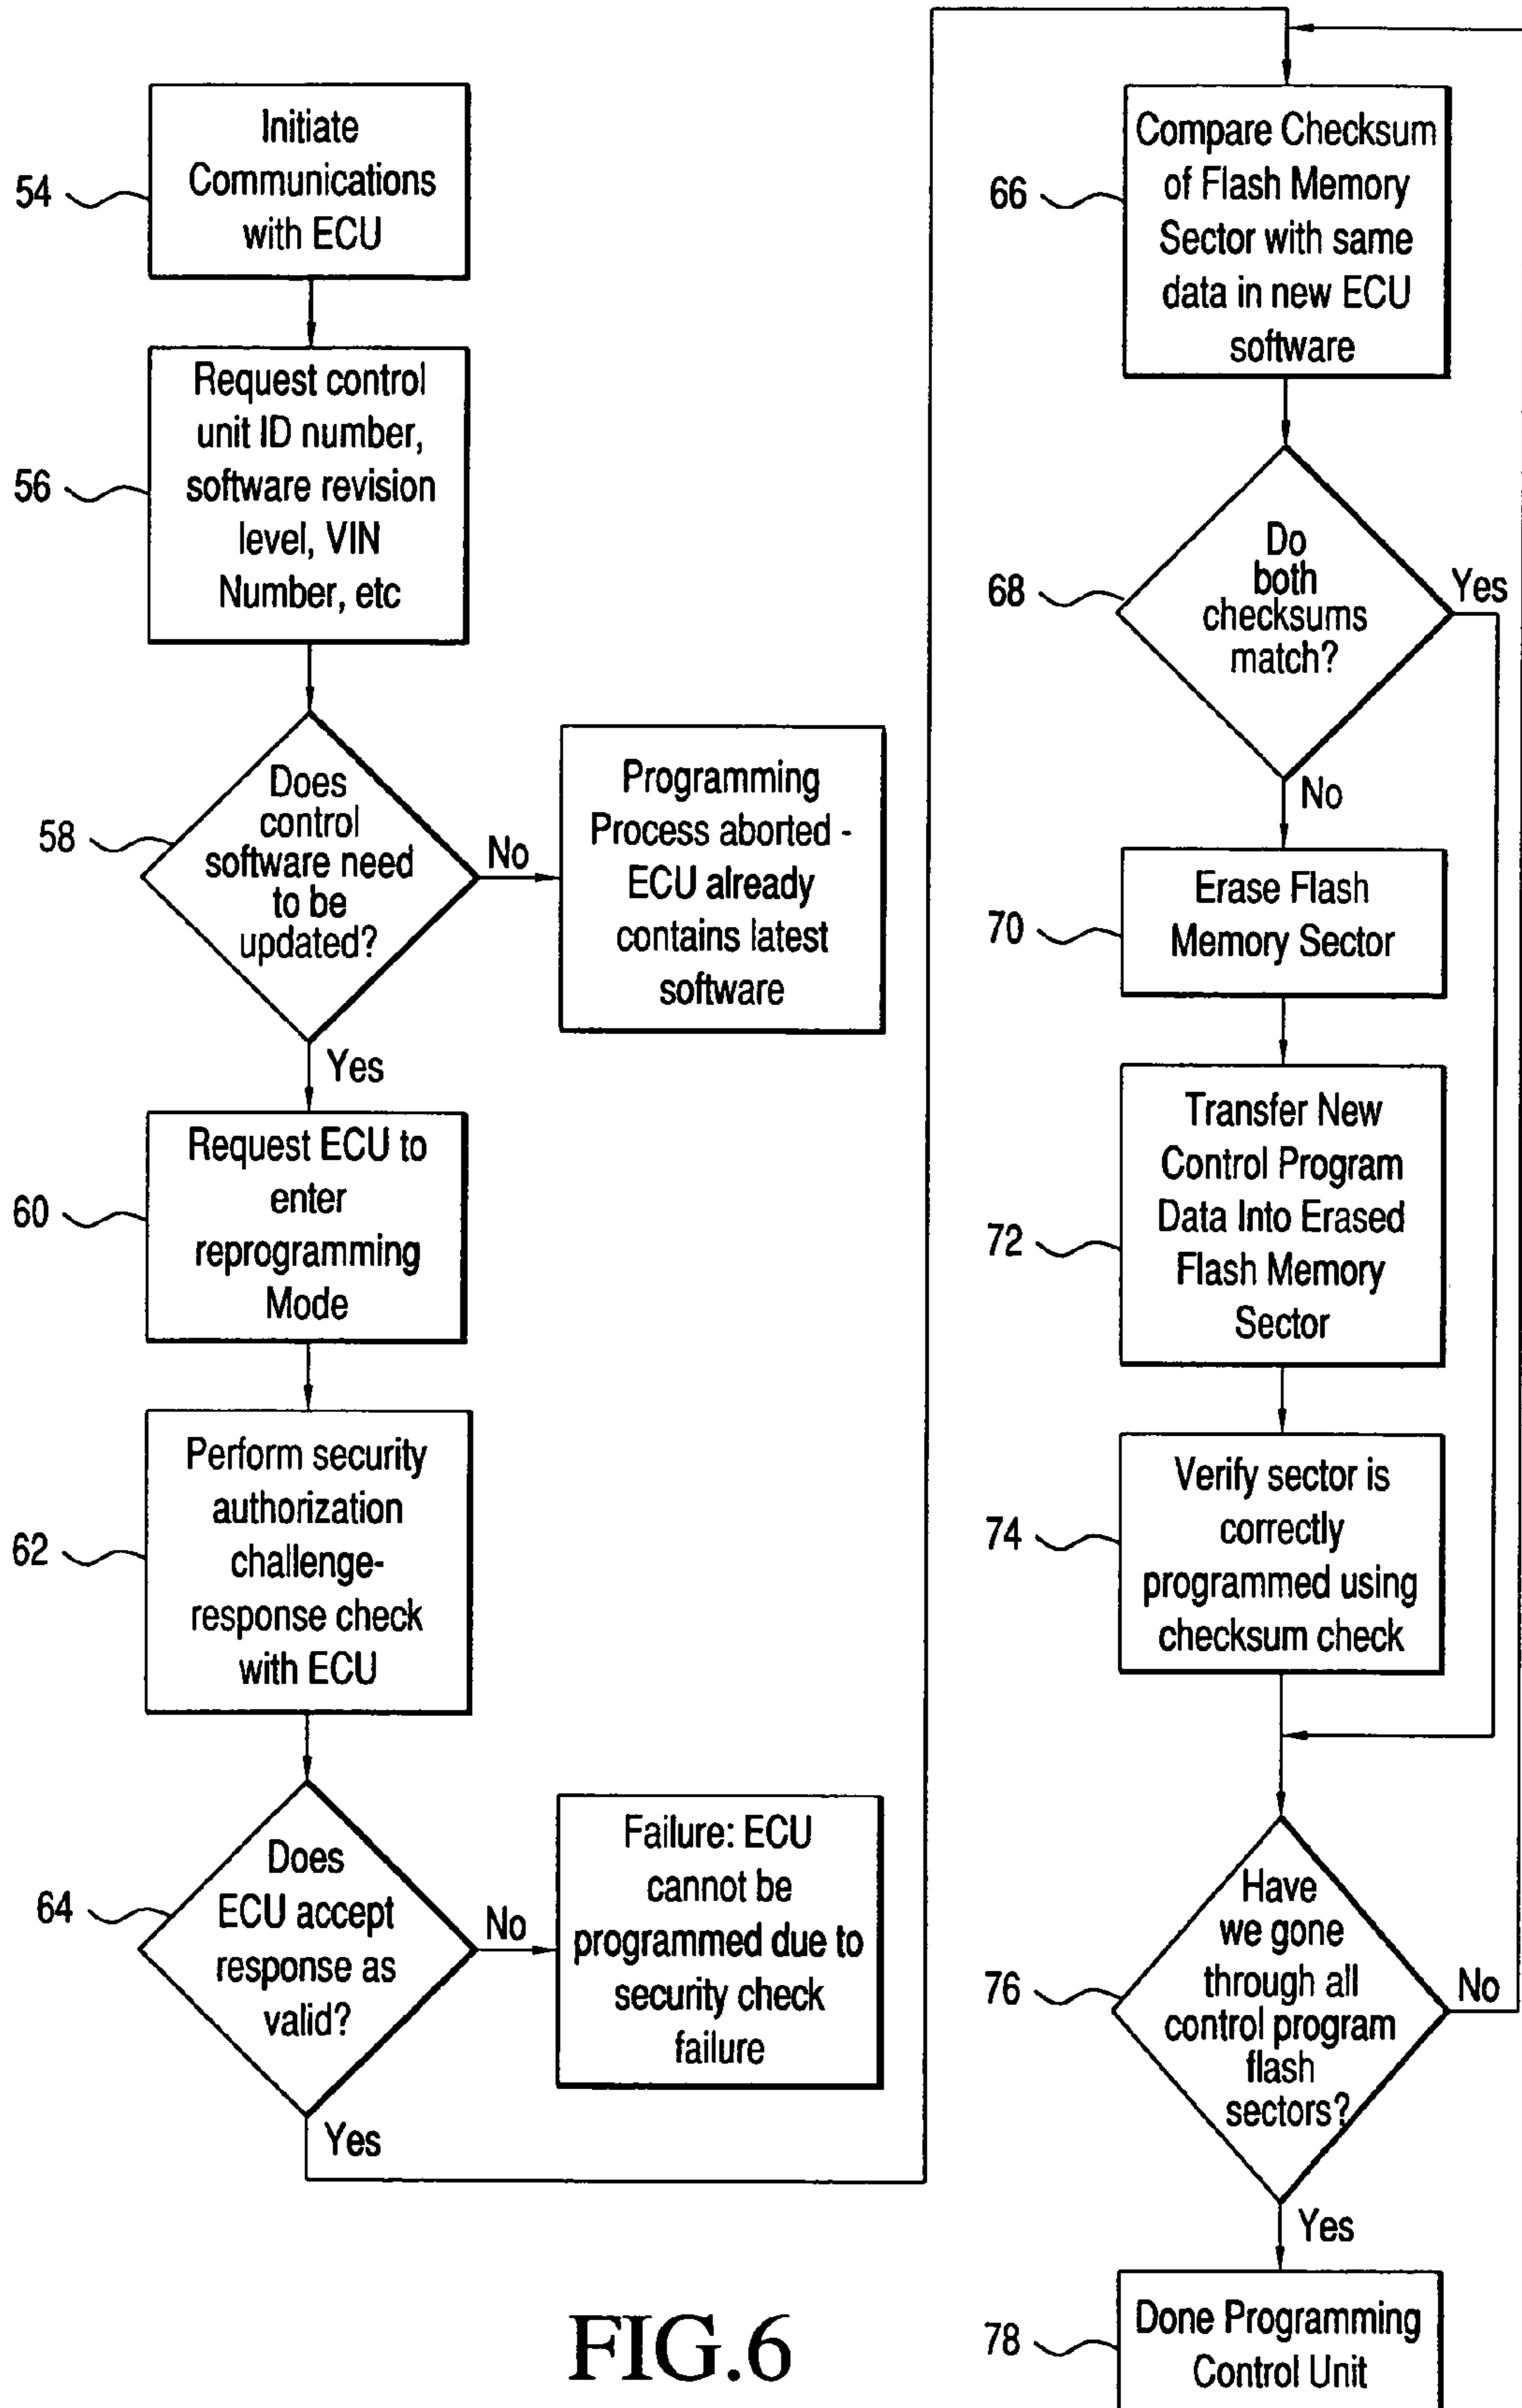 54
Initiate
Communications
with ECU
56
Request control
unit ID number,
software revision
level, VIN
Number, etc
58
Does
control
software need
to be
updated?
No
Programming
Process aborted -
ECU already
contains latest
software
Yes
60
Request ECU to
enter
reprogramming
Mode
62
Perform security
authorization
challenge-
response check
with ECU
64
Does
ECU accept
response as
valid?
No
Failure: ECU
cannot be
programmed due to
security check
failure
Yes
66
Compare Checksum
of Flash Memory
Sector with same
data in new ECU
software
68
Do
both
checksums
match?
Yes
No
70
Erase Flash
Memory Sector
72
Transfer New
Control Program
Data Into Erased
Flash Memory
Sector
74
Verify sector is
correctly
programmed using
checksum check
76
Have
we gone
through all
control program
flash
sectors?
No
Yes
78
Done Programming
Control Unit
FIG.6